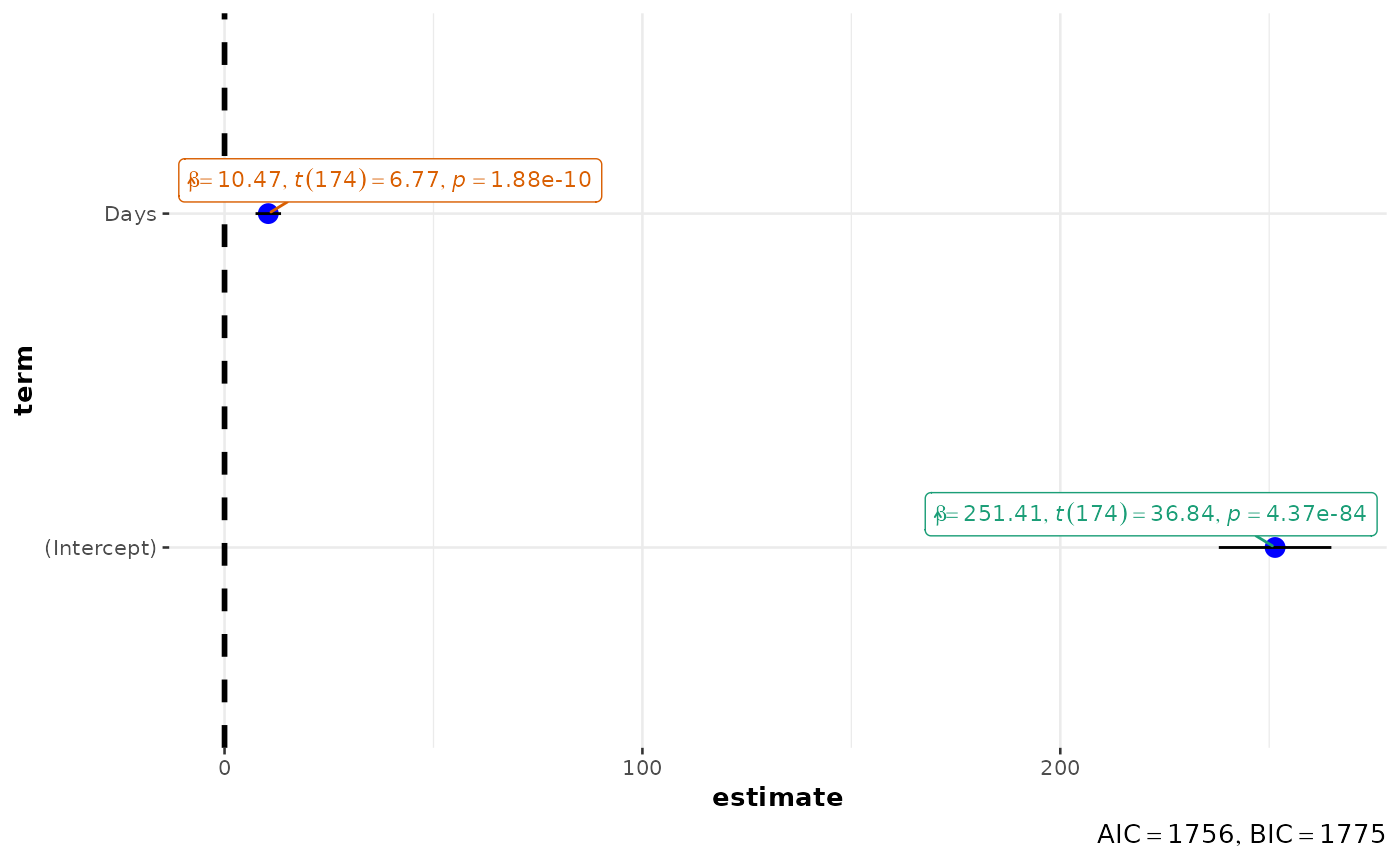 β̂ = 10.47, t(174) = 6.77, p = 1.88e-10
Days
term
β̂ = 251.41, t(174) = 36.84, p = 4.37e-84
(Intercept)
0 100 200
estimate
AIC = 1756, BIC = 1775